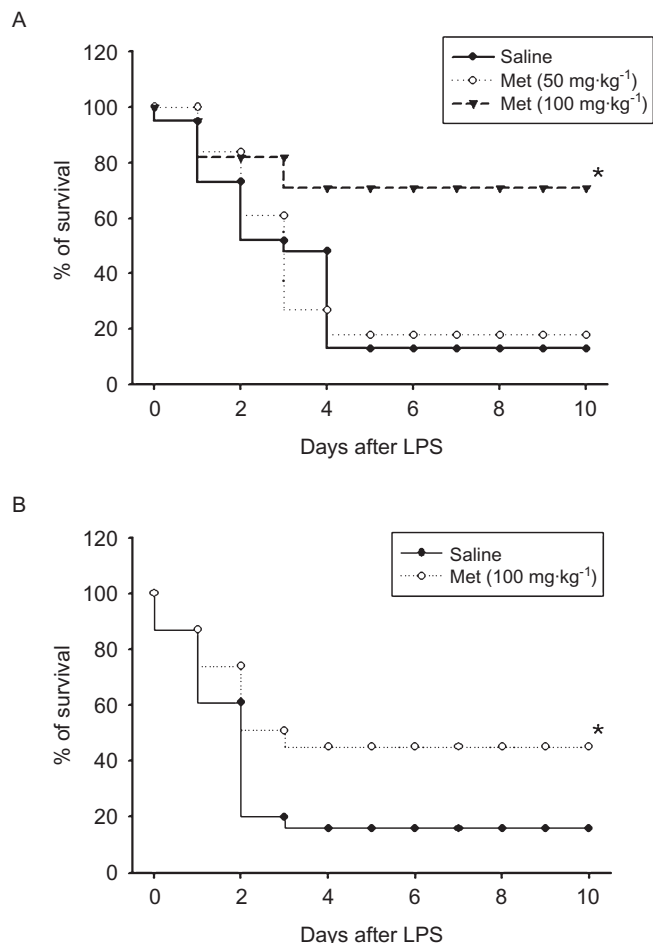 A
120
100
80
60
40
20
0
% of survival
Saline
Met (50 mg·kg⁻¹)
Met (100 mg·kg⁻¹)
*
0 2 4 6 8 10
Days after LPS
B
120
100
80
60
40
20
0
% of survival
Saline
Met (100 mg·kg⁻¹)
*
0 2 4 6 8 10
Days after LPS